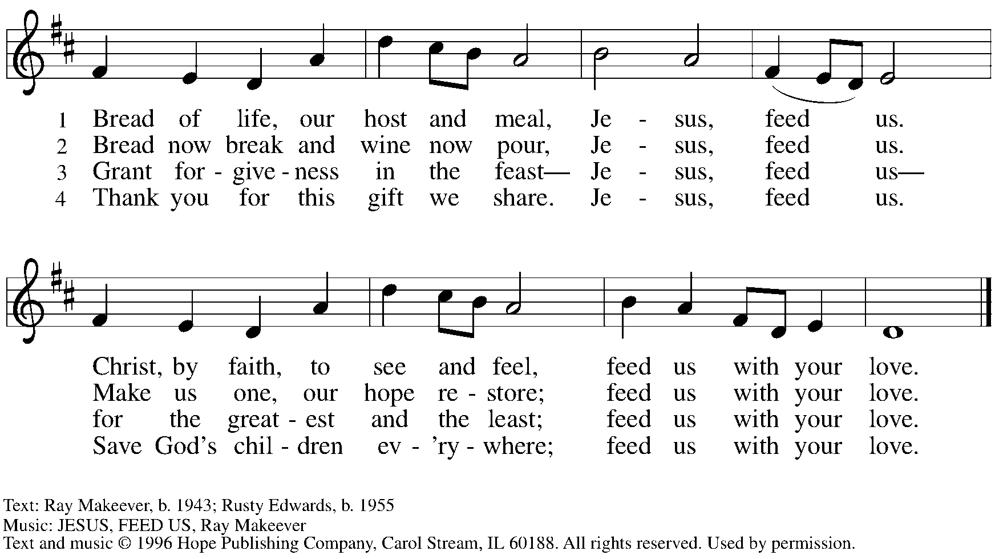 1 Bread of life, our host and meal, Je - sus, feed us.
2 Bread now break and wine now pour, Je - sus, feed us.
3 Grant for - give - ness in the feast— Je - sus, feed us—
4 Thank you for this gift we share. Je - sus, feed us.
Christ, by faith, to see and feel, feed us with your love.
Make us one, our hope re - store; feed us with your love.
for the great - est and the least; feed us with your love.
Save God's chil - dren ev - 'ry - where; feed us with your love.
Text: Ray Makeever, b. 1943; Rusty Edwards, b. 1955
Music: JESUS, FEED US, Ray Makeever
Text and music © 1996 Hope Publishing Company, Carol Stream, IL 60188. All rights reserved. Used by permission.